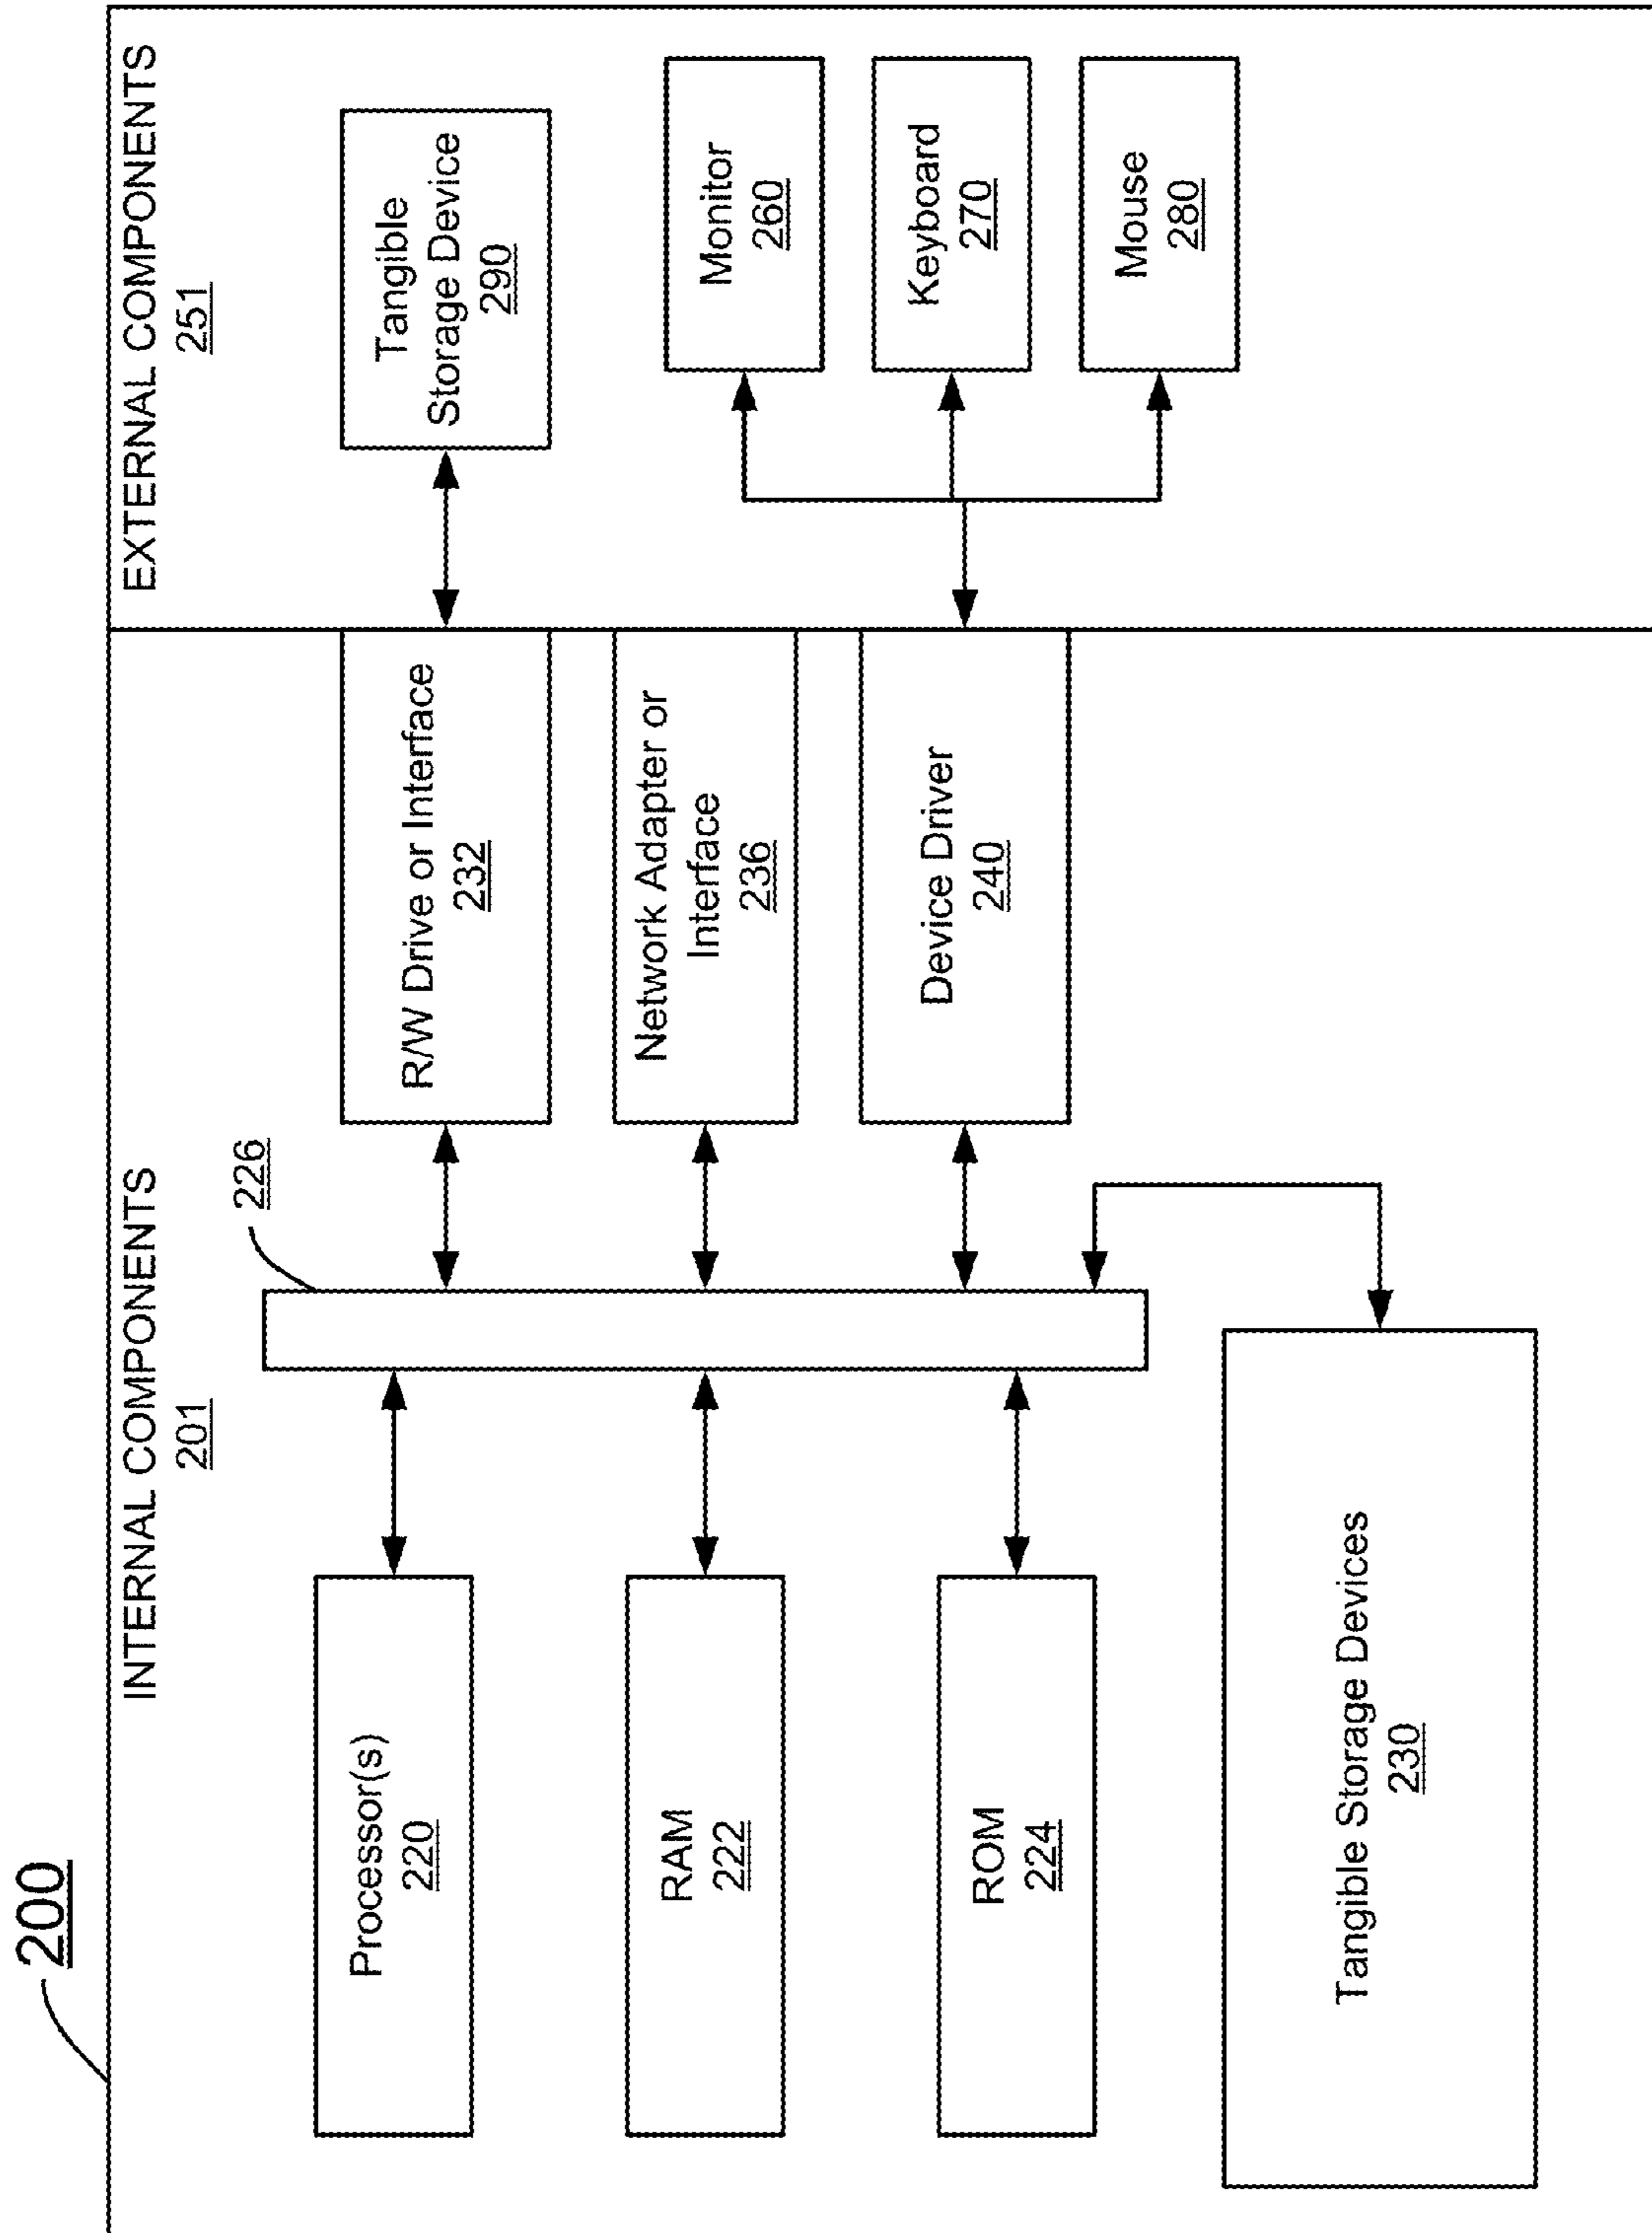 200
INTERNAL COMPONENTS
201
EXTERNAL COMPONENTS
251
226
Processor(s)
220
RAM
222
ROM
224
Tangible Storage Devices
230
R/W Drive or Interface
232
Network Adapter or
Interface
236
Device Driver
240
Tangible
Storage Device
290
Monitor
260
Keyboard
270
Mouse
280